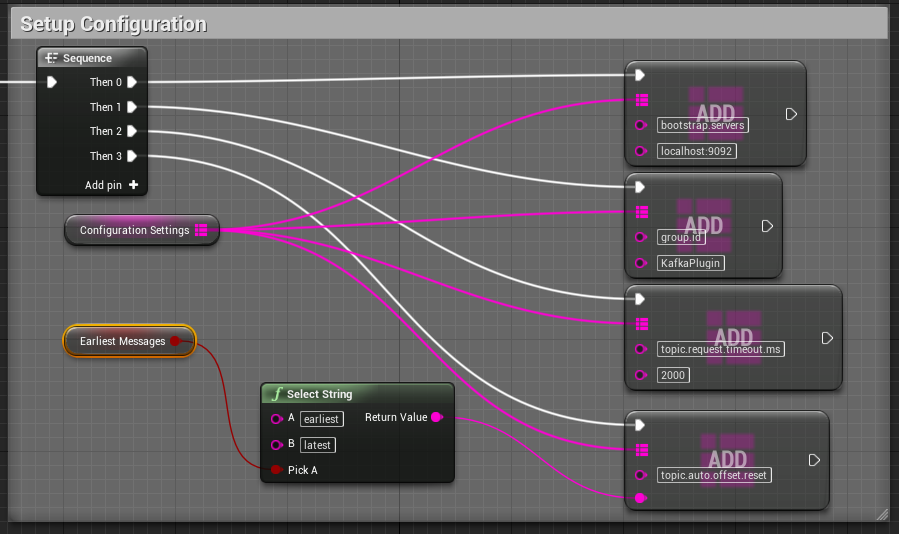 Setup Configuration
Sequence
Then 0
Then 1
Then 2
Then 3
Add pin
Configuration Settings
Earliest Messages
f Select String
A earliest
Return Value
B latest
Pick A
ADD
bootstrap.servers
localhost:9092
ADD
group.id
KafkaPlugin
ADD
topic.request.timeout.ms
2000
ADD
topic.auto.offset.reset